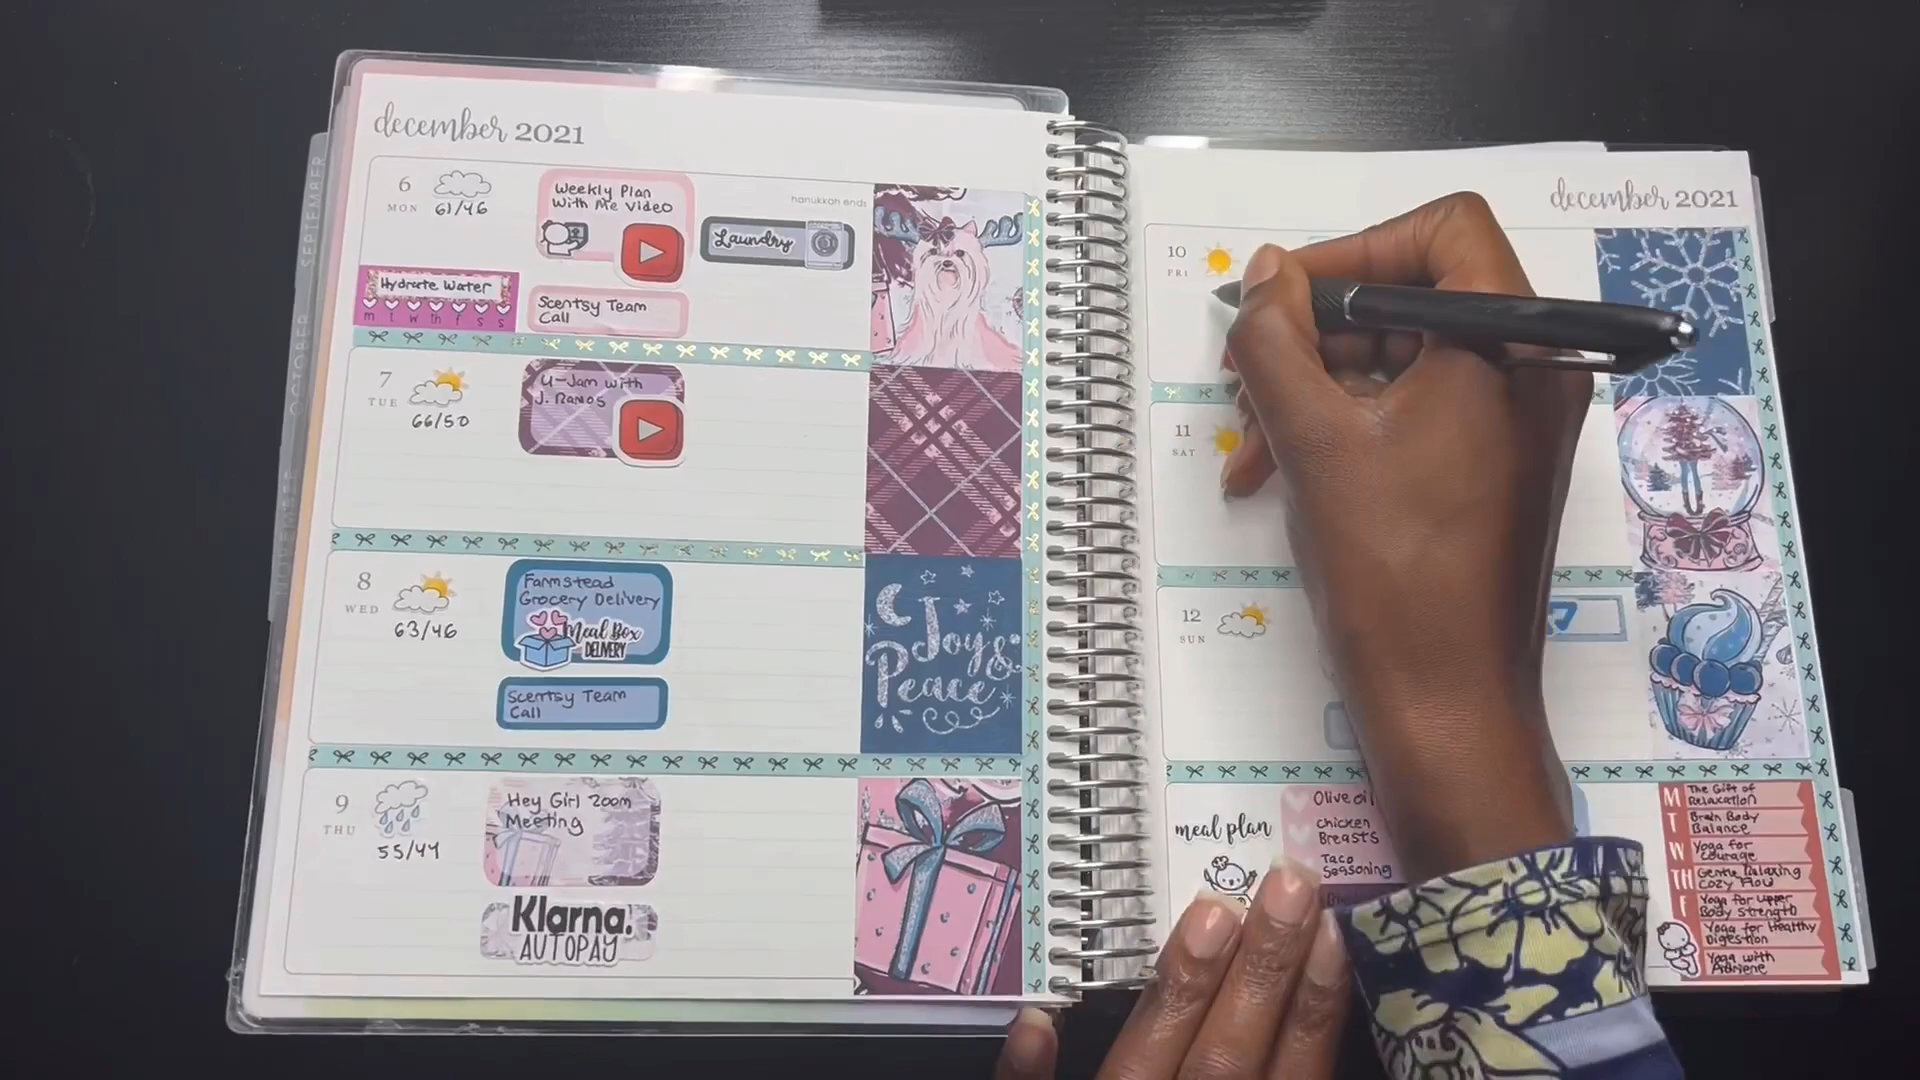 december 2021
6
MON
61/46
Weekly Plan
With Me Video
hanukkah ends
Laundry
Hydrate Water
m t w th f s s
Scentsy Team
Call
7
TUE
66/50
U-Jam with
J. Ramos
8
WED
63/46
Farmstead
Grocery Delivery
Meal Box
DELIVERY
Scentsy Team
Call
Joy &
Peace
9
THU
55/44
Hey Girl Zoom
Meeting
Klarna.
AUTOPAY
SEPTEMBER
OCTOBER
NOVEMBER
december 2021
10
FRI
11
SAT
12
SUN
meal plan
Olive oil
Chicken
Breasts
Taco
Seasoning
M The Gift of
Relaxation
T Brain Body
Balance
W Yoga for
Courage
TH Gentle Relaxing
Cozy Flow
F Yoga for Upper
Body Strength
Yoga for Healthy
Digestion
Yoga with
Adriene